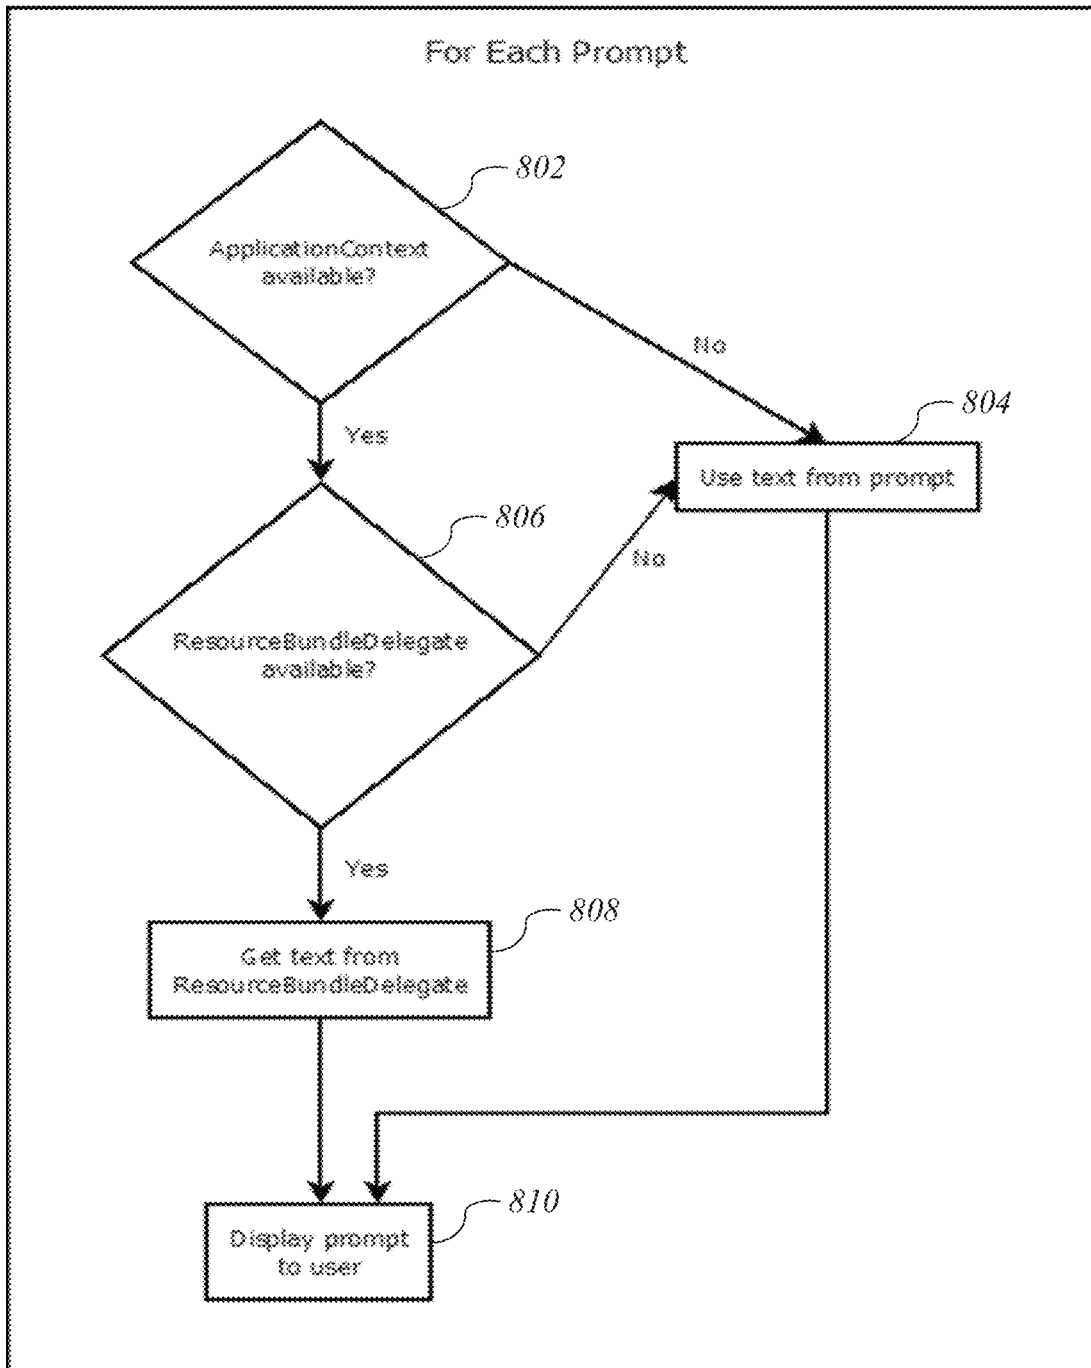 For Each Prompt
802
ApplicationContext
available?
No
804
Yes
Use text from prompt
806
No
ResourceBundleDelegate
available?
Yes
808
Get text from
ResourceBundleDelegate
810
Display prompt
to user